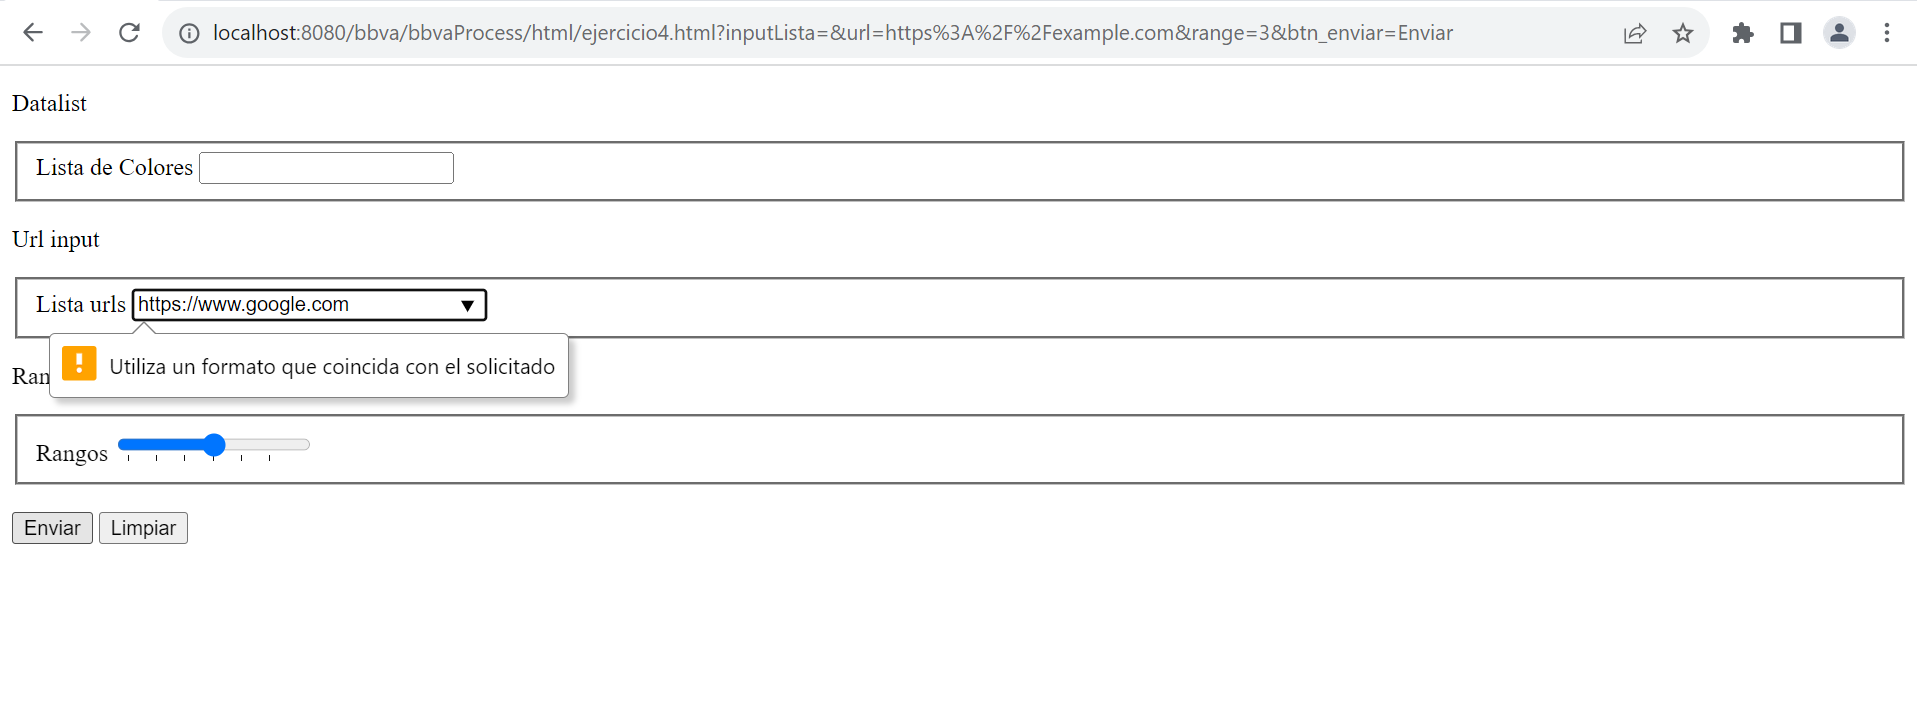 localhost:8080/bbva/bbvaProcess/html/ejercicio4.html?inputLista=&url=https%3A%2F%2Fexample.com&range=3&btn_enviar=Enviar
Datalist
Lista de Colores
Url input
Lista urls https://www.google.com
Utiliza un formato que coincida con el solicitado
Ran
Rangos
Enviar Limpiar